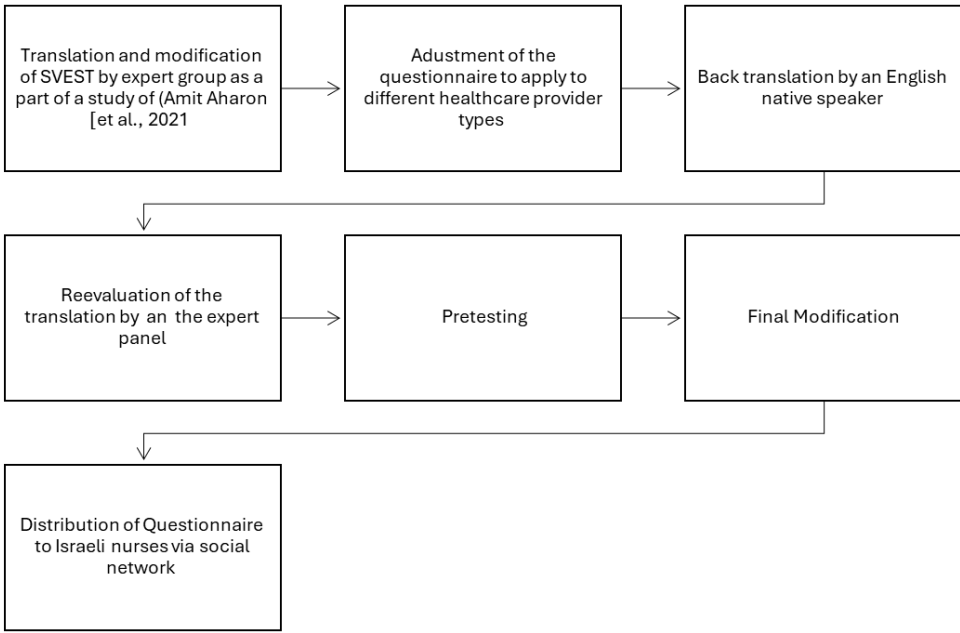 Translation and modification
of SVEST by expert group as a
part of a study of (Amit Aharon
[et al., 2021
Adustment of the
questionnaire to apply to
different healthcare provider
types
Back translation by an English
native speaker
Reevaluation of the
translation by an the expert
panel
Pretesting
Final Modification
Distribution of Questionnaire
to Israeli nurses via social
network